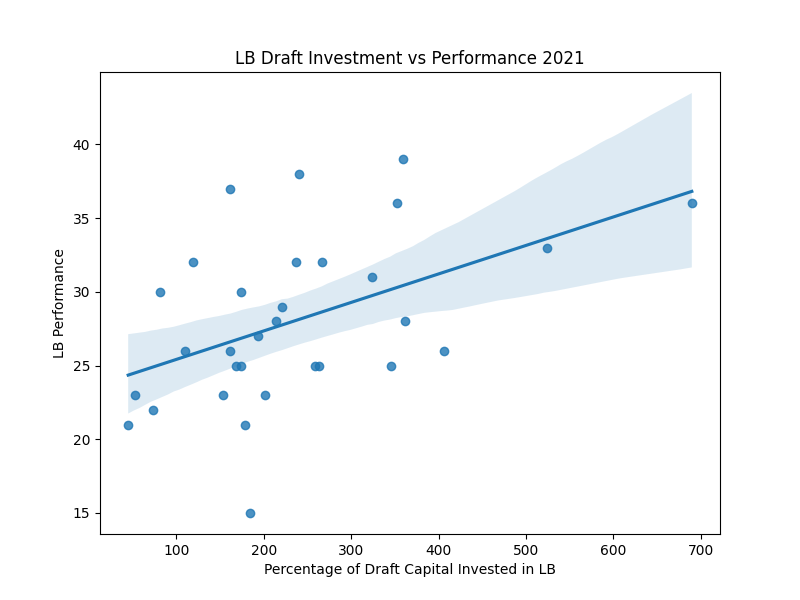 LB Draft Investment vs Performance 2021
LB Performance
40
35
30
25
20
15
100 200 300 400 500 600 700
Percentage of Draft Capital Invested in LB